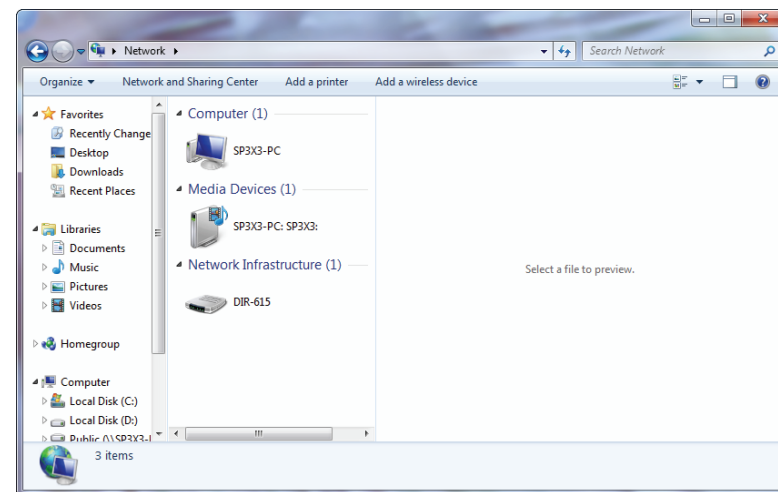 Network
Search Network
Organize
Network and Sharing Center
Add a printer
Add a wireless device
Favorites
Recently Change
Desktop
Downloads
Recent Places
Libraries
Documents
Music
Pictures
Videos
Homegroup
Computer
Local Disk (C:)
Local Disk (D:)
Public (\\SP3X3-
Computer (1)
SP3X3-PC
Media Devices (1)
SP3X3-PC: SP3X3:
Network Infrastructure (1)
DIR-615
Select a file to preview.
3 items